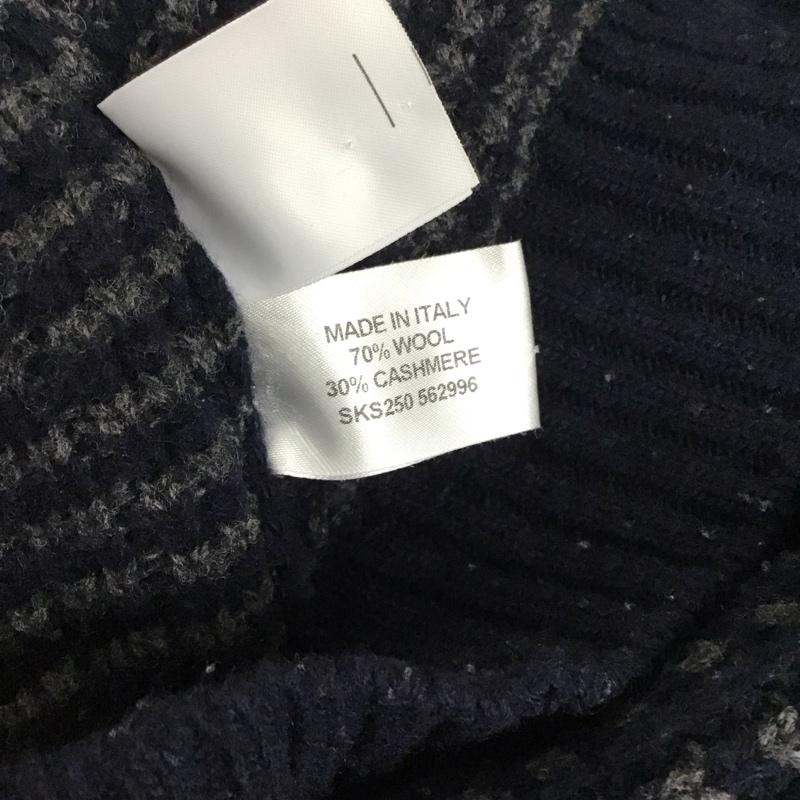 MADE IN ITALY
70% WOOL
30% CASHMERE
SKS250 562996